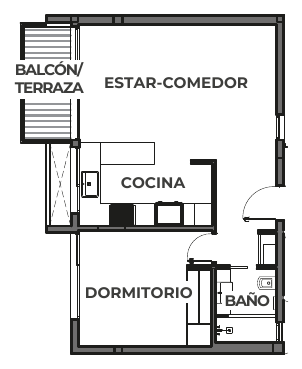 BALCÓN/
TERRAZA
ESTAR-COMEDOR
COCINA
DORMITORIO
BAÑO